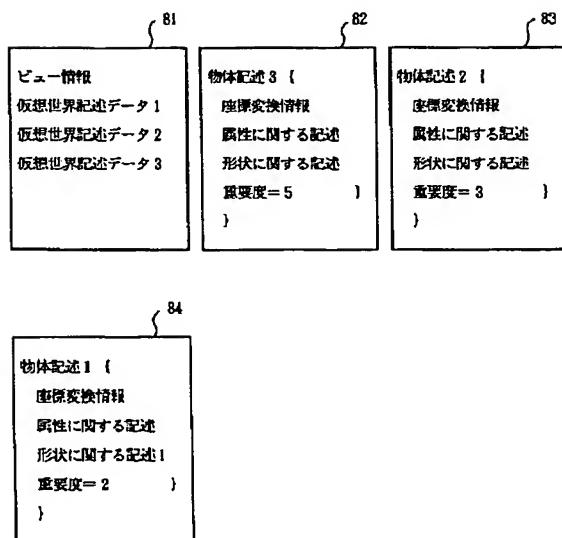 81
ビュー情報
仮想世界記述データ1
仮想世界記述データ2
仮想世界記述データ3
82
物体記述3 {
座標変換情報
属性に関する記述
形状に関する記述
重要度=5 }
}
83
物体記述2 {
座標変換情報
属性に関する記述
形状に関する記述
重要度=3 }
}
84
物体記述1 {
座標変換情報
属性に関する記述
形状に関する記述1
重要度=2 }
}